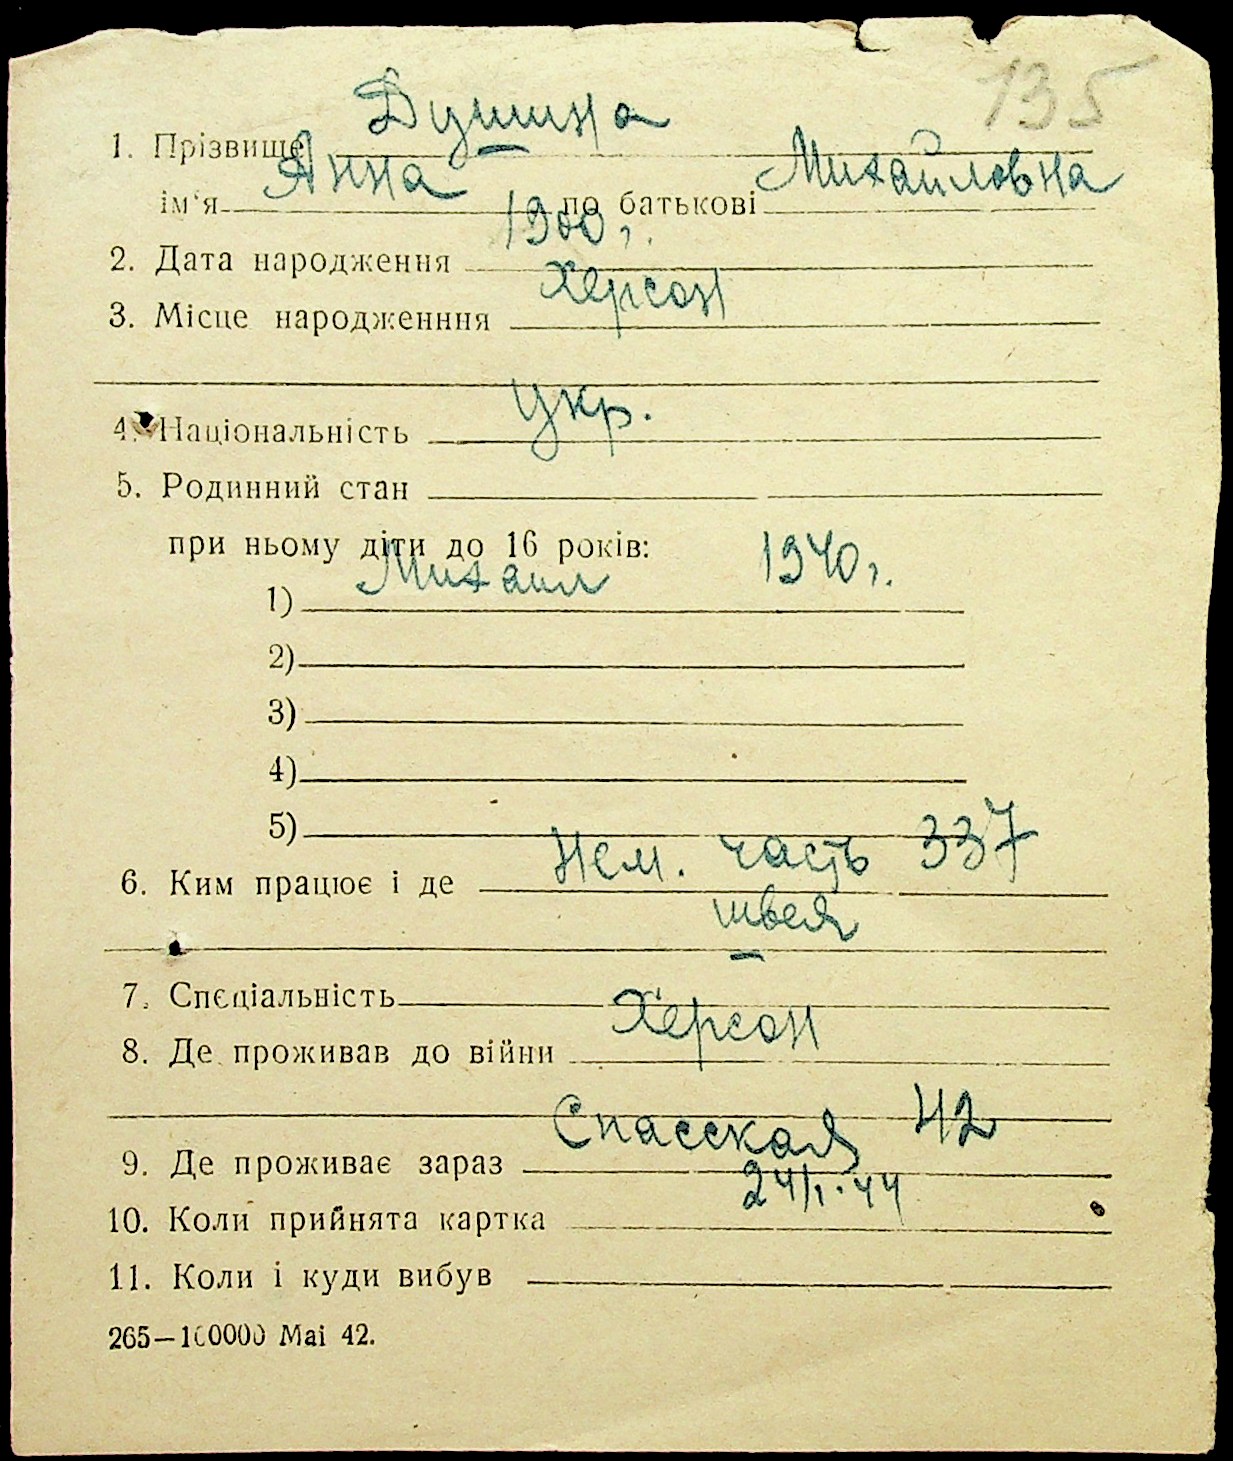 135
Душина
1. Прізвище
Анна Михайловна
ім'я по батькові
1900 г.
2. Дата народження
Херсон
3. Місце народженння
Укр.
4. Національність
5. Родинний стан
при ньому діти до 16 років:
Михаил 1940 г.
1)
2)
3)
4)
5)
Нем. часть 337
6. Ким працює і де
швея
7. Спеціальність
Херсон
8. Де проживав до війни
Спасская 42
9. Де проживає зараз
24/I.44
10. Коли прийнята картка
11. Коли і куди вибув
265—100000 Mai 42.